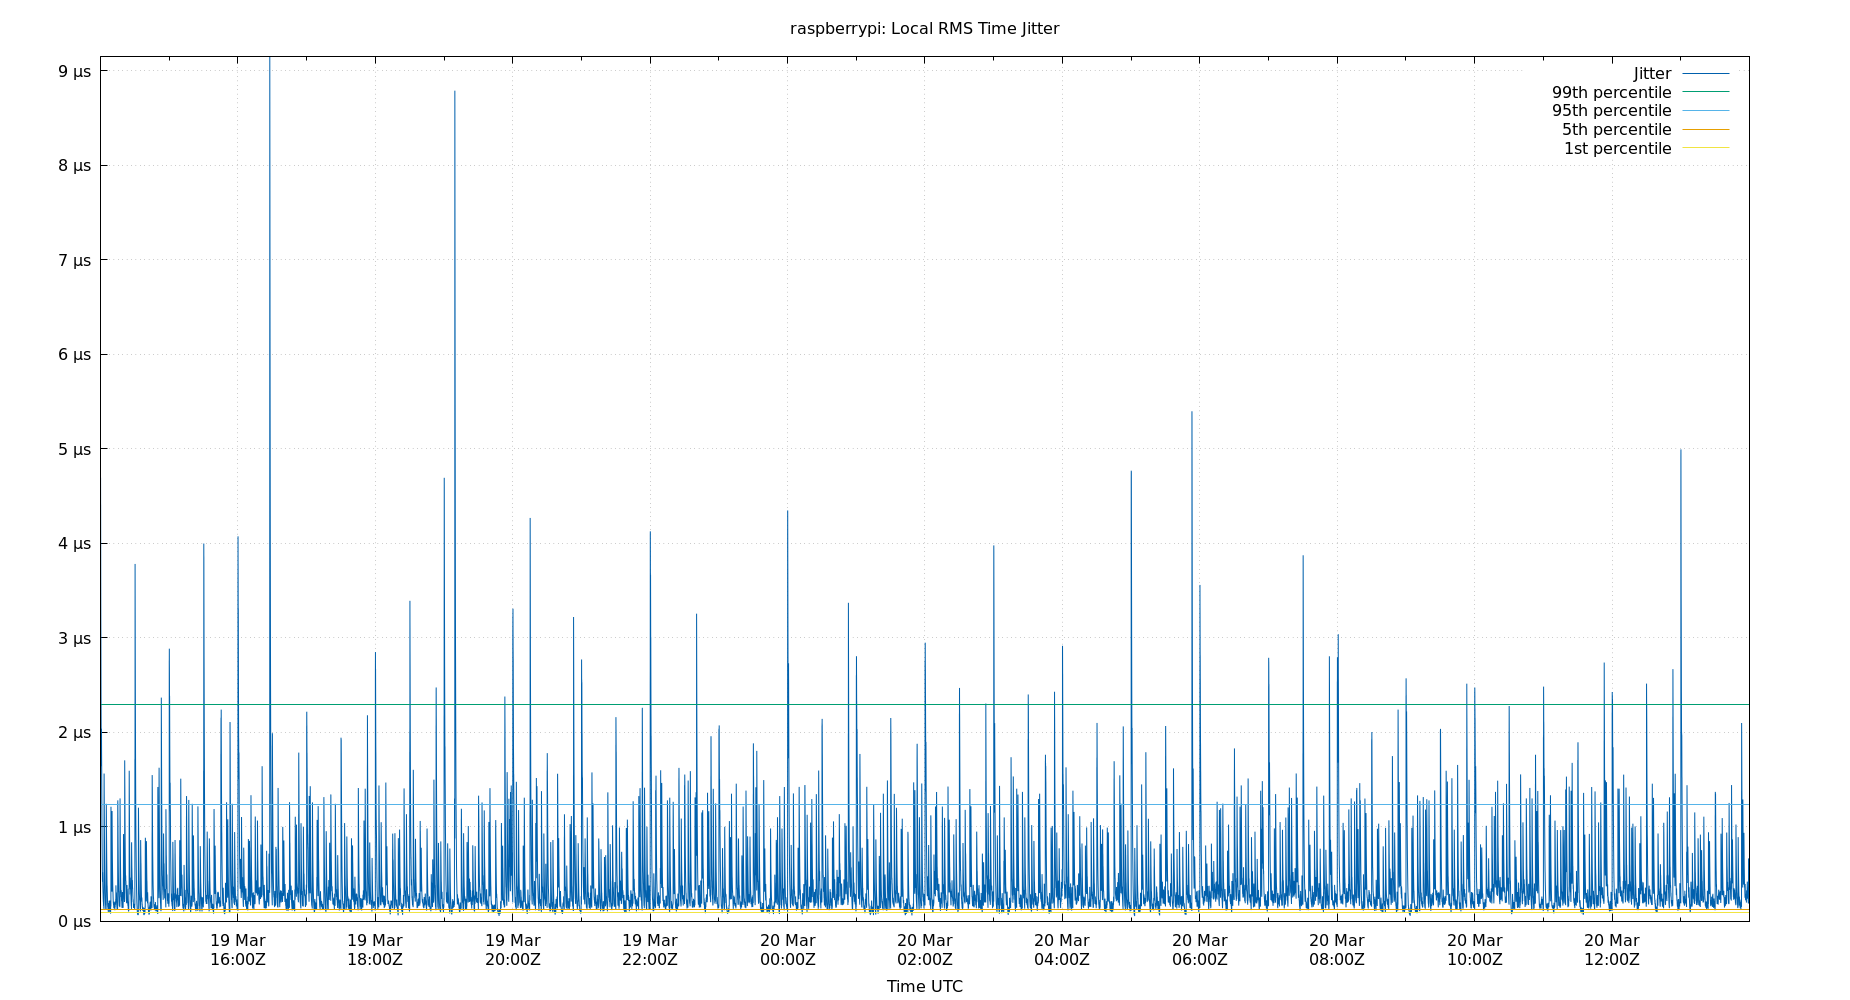 raspberrypi: Local RMS Time Jitter
9 µs
8 µs
7 µs
6 µs
5 µs
4 µs
3 µs
2 µs
1 µs
0 µs
Jitter
99th percentile
95th percentile
5th percentile
1st percentile
19 Mar
16:00Z
19 Mar
18:00Z
19 Mar
20:00Z
19 Mar
22:00Z
20 Mar
00:00Z
20 Mar
02:00Z
20 Mar
04:00Z
20 Mar
06:00Z
20 Mar
08:00Z
20 Mar
10:00Z
20 Mar
12:00Z
Time UTC